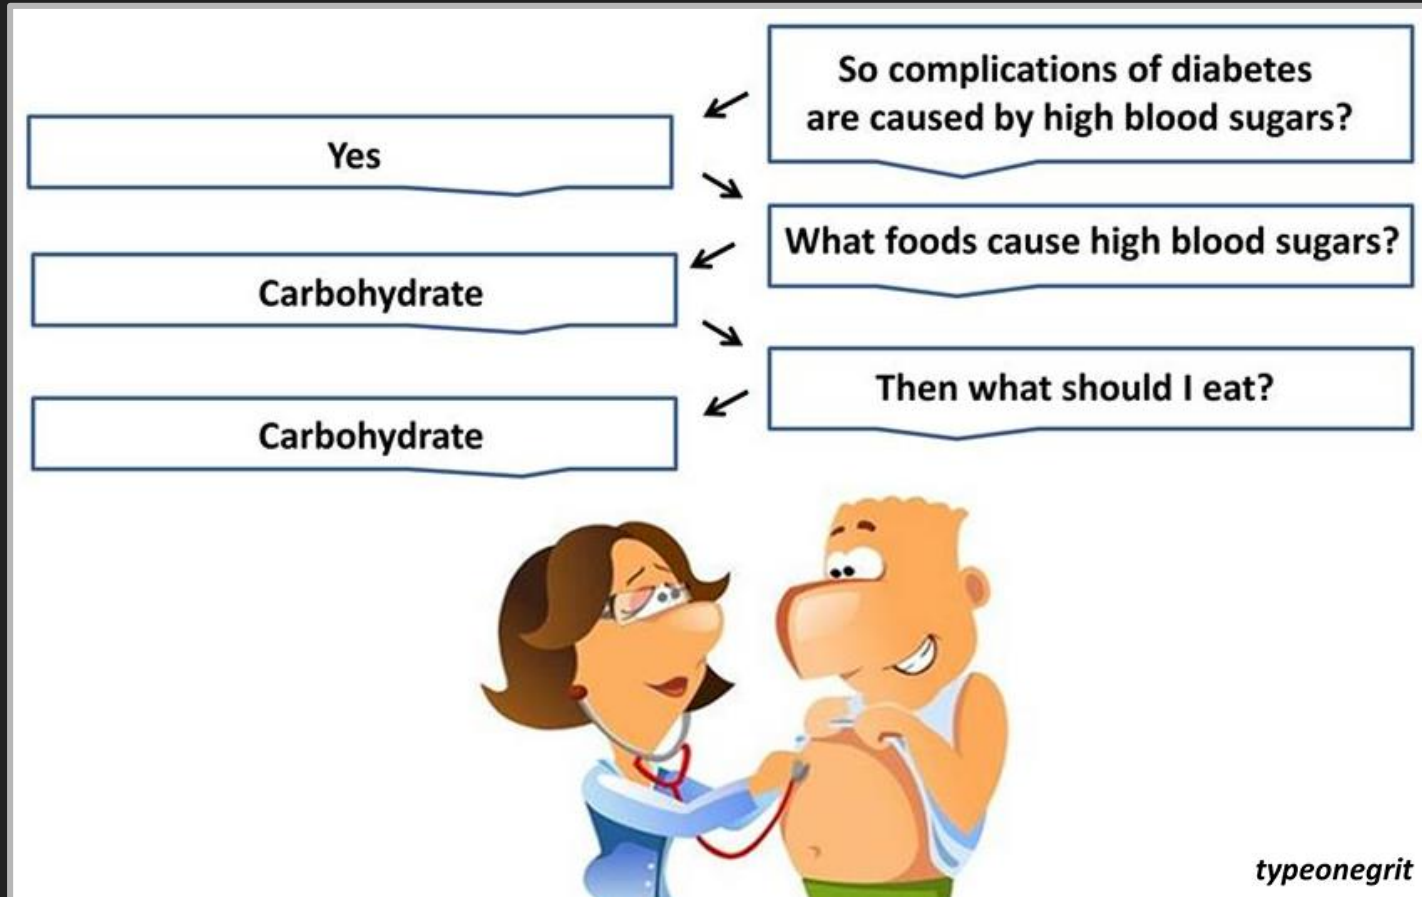 So complications of diabetes
are caused by high blood sugars?
Yes
What foods cause high blood sugars?
Carbohydrate
Then what should I eat?
Carbohydrate
typeonegrit